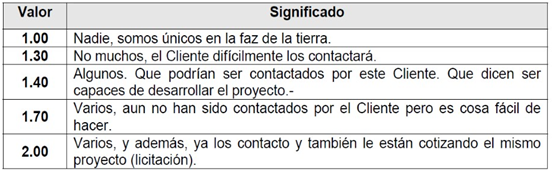 Valor Significado
1.00 Nadie, somos únicos en la faz de la tierra.
1.30 No muchos, el Cliente difícilmente los contactará.
1.40 Algunos. Que podrían ser contactados por este Cliente. Que dicen ser
capaces de desarrollar el proyecto.-
1.70 Varios, aun no han sido contactados por el Cliente pero es cosa fácil de
hacer.
2.00 Varios, y además, ya los contacto y también le están cotizando el mismo
proyecto (licitación).